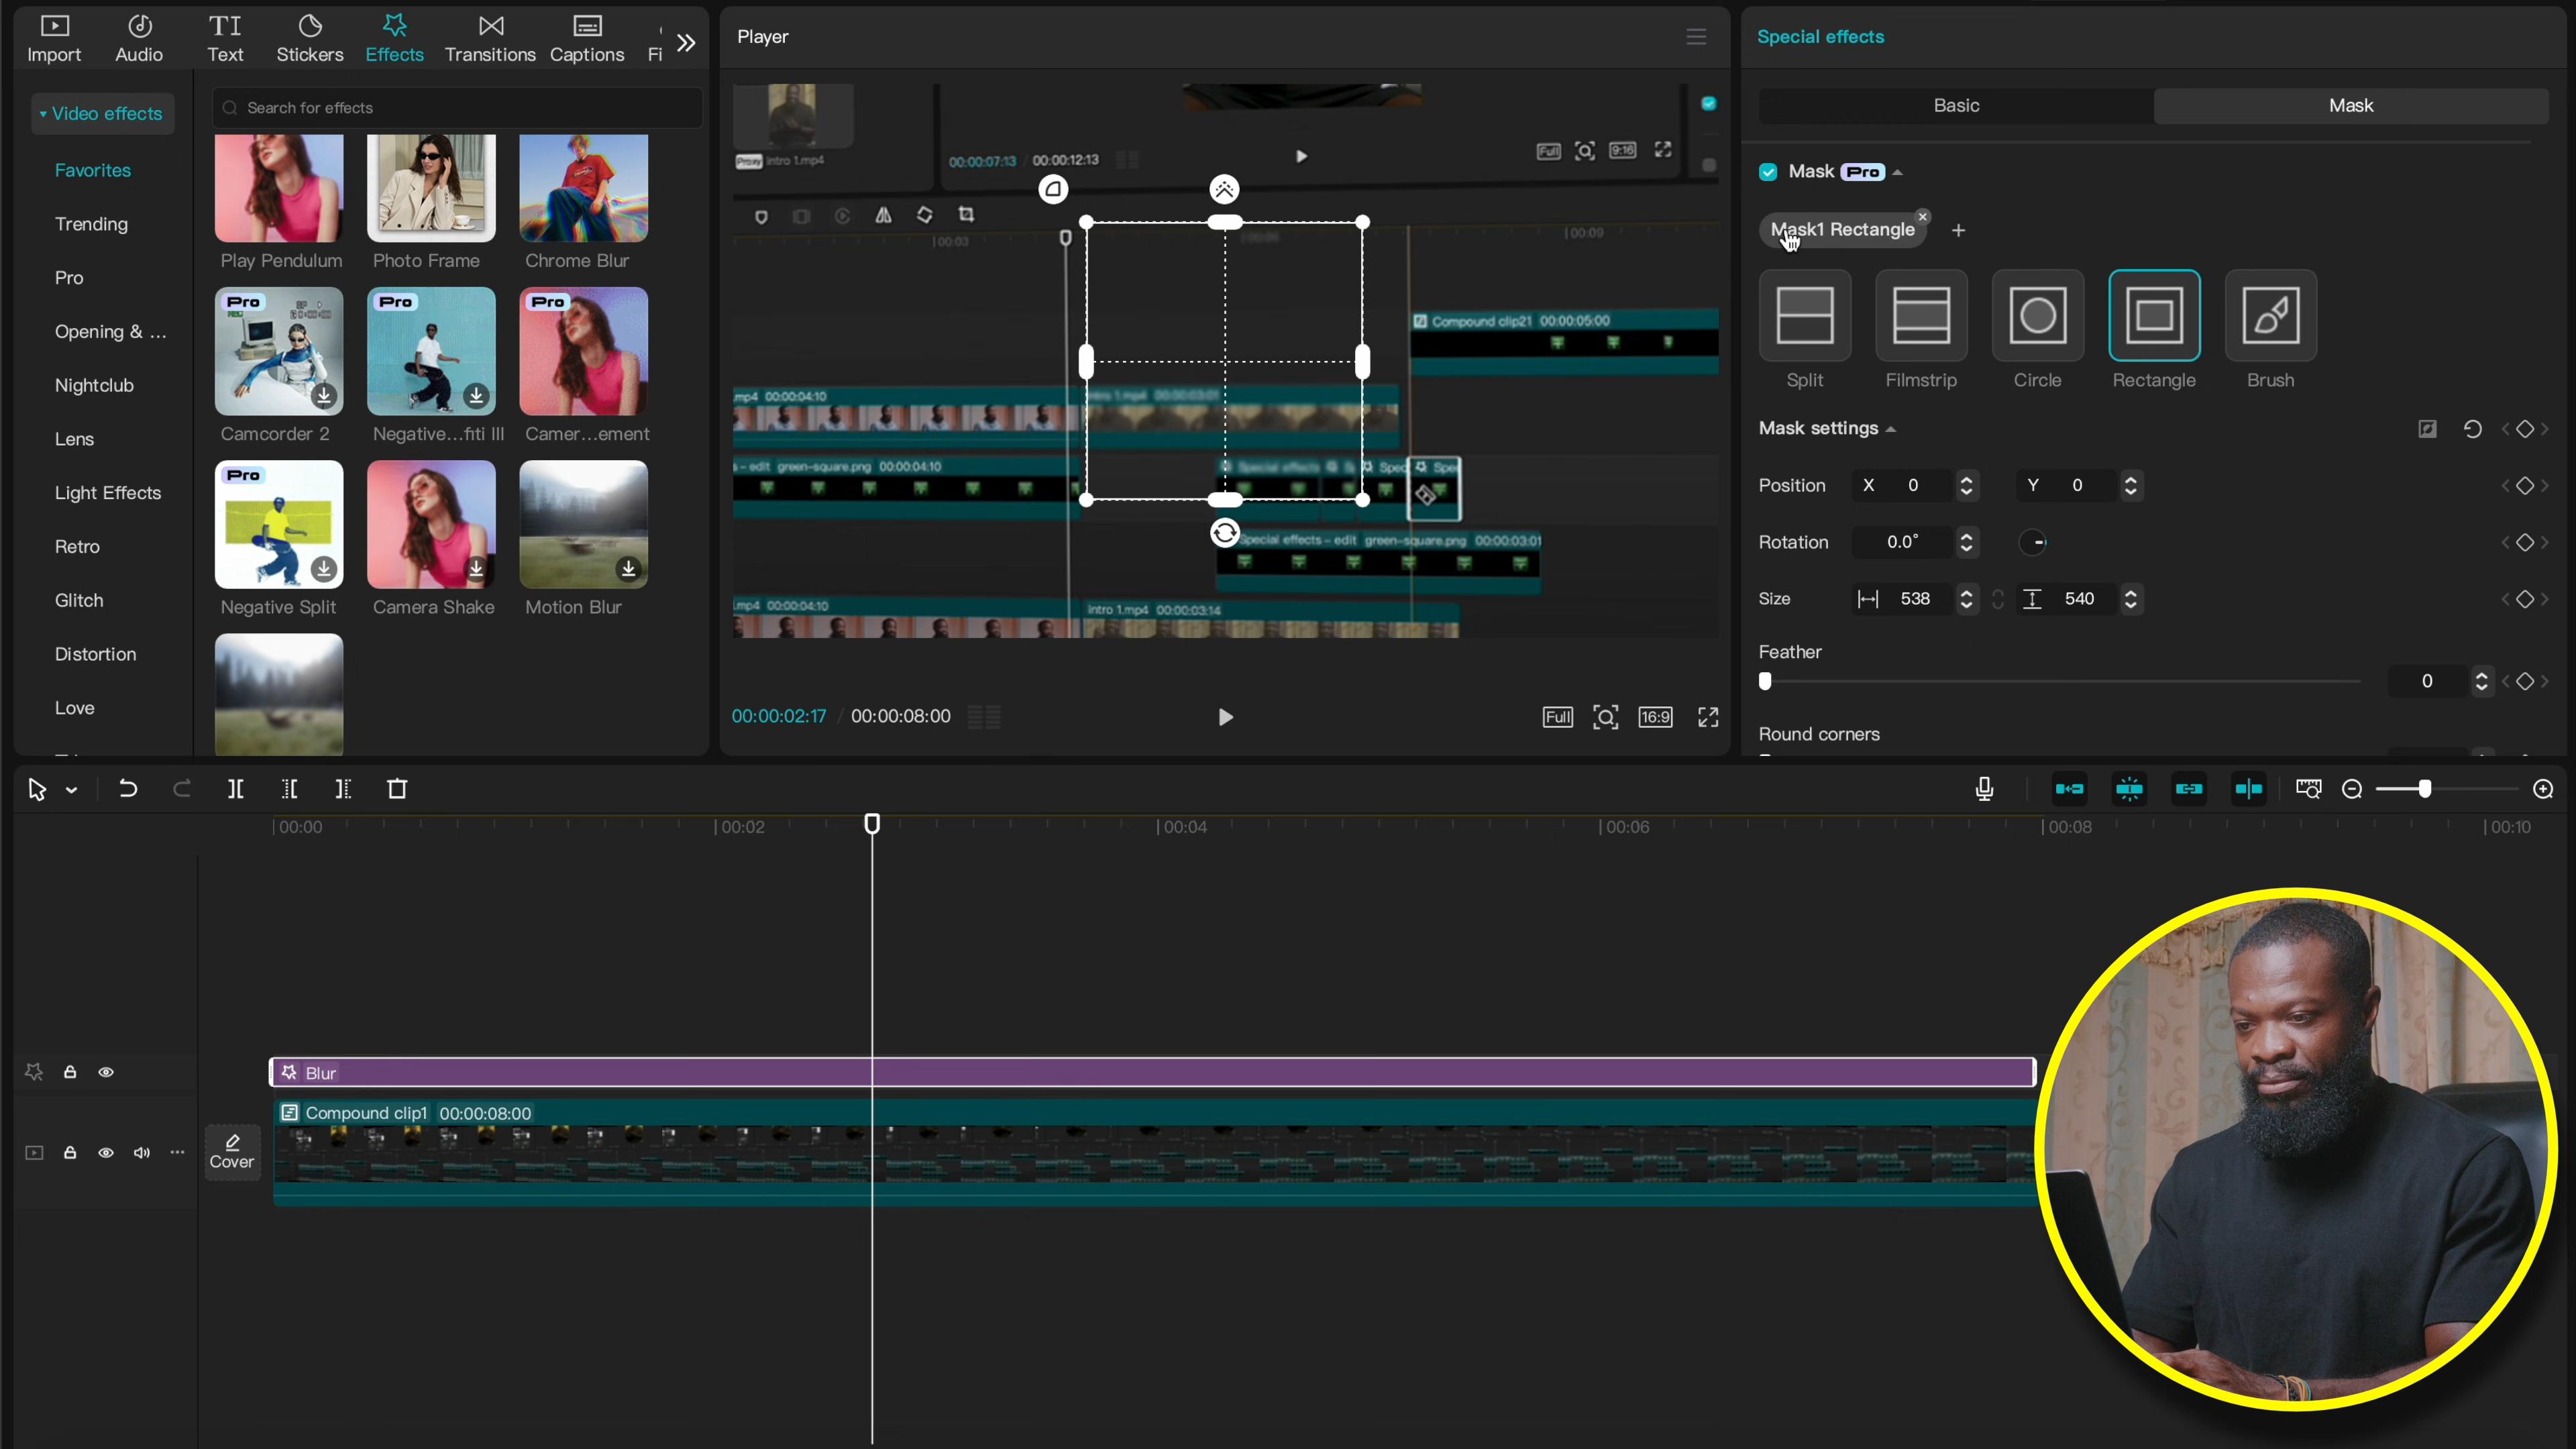 Import
Audio
TI Text
Stickers
Effects
Transitions
Captions
Fi
Video effects
Search for effects
Favorites
Trending
Pro
Opening & ...
Nightclub
Lens
Light Effects
Retro
Glitch
Distortion
Love
Play Pendulum
Photo Frame
Chrome Blur
Pro
Pro
Pro
Camcorder 2
Negative...fiti III
Camer...ement
Pro
Negative Split
Camera Shake
Motion Blur
Player
Proxy intro 1.mp4
00:00:07:13 / 00:00:12:13
Full
9:16
00:03
00:09
Compound clip21 00:00:05:00
.mp4 00:00:04:10
intro 1.mp4 00:00:03:01
s – edit green-square.png 00:00:04:10
Special effects
Spec
Spe
Special effects – edit green-square.png 00:00:03:01
.mp4 00:00:04:10
intro 1.mp4 00:00:03:14
00:00:02:17 / 00:00:08:00
Full
16:9
Special effects
Basic
Mask
Mask Pro
Mask1 Rectangle
Split
Filmstrip
Circle
Rectangle
Brush
Mask settings
Position X 0 Y 0
Rotation 0.0°
Size 538 540
Feather
0
Round corners
00:00
00:02
00:04
00:06
00:08
00:10
Blur
Compound clip1 00:00:08:00
Cover